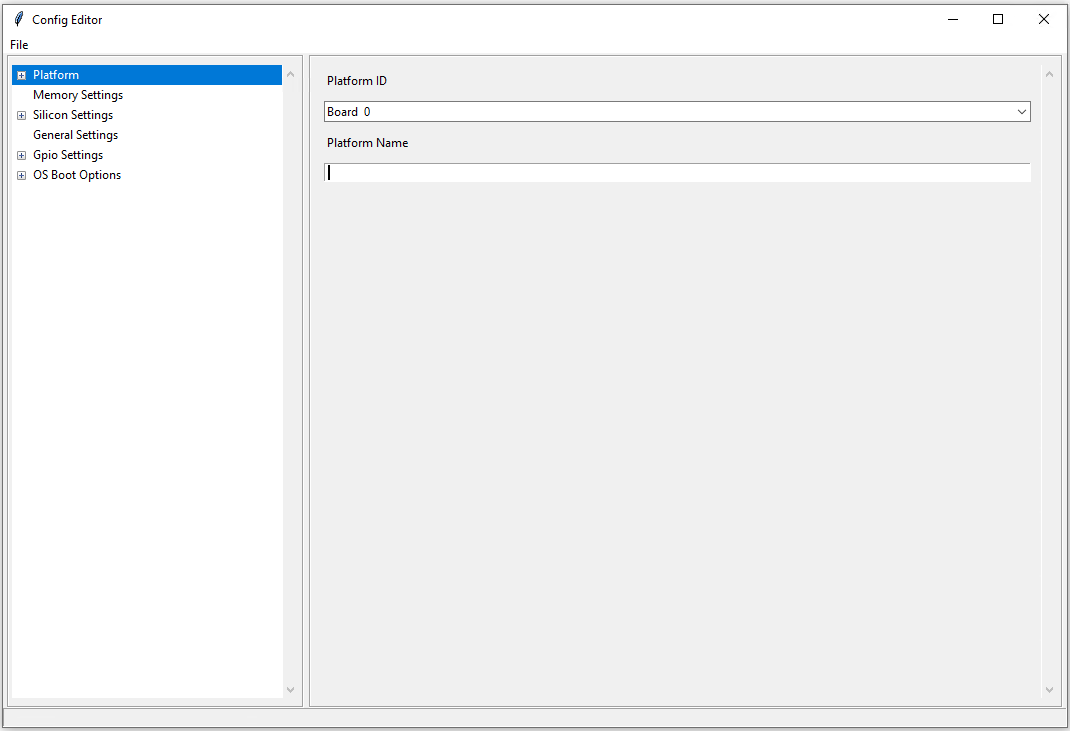 Config Editor
File
Platform
Memory Settings
Silicon Settings
General Settings
Gpio Settings
OS Boot Options
Platform ID
Board  0
Platform Name